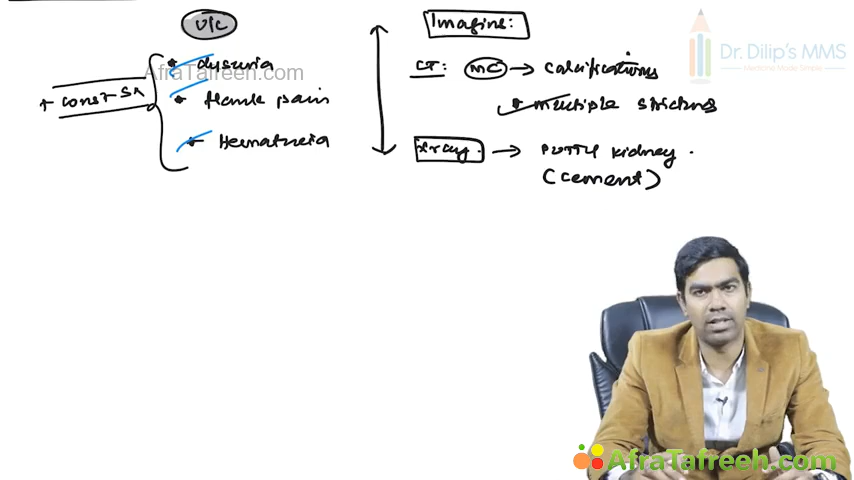 U/c
* dysuria
AfraTafreeh.com
+ const Sx
* flank pain
* Hematuria
Imaging:
CT: MC → calcifications
* multiple strictures
Xray. → PUTTY kidney.
(cement)
Dr. Dilip's MMS
Medicine Made Simple
AfraTafreeh.com